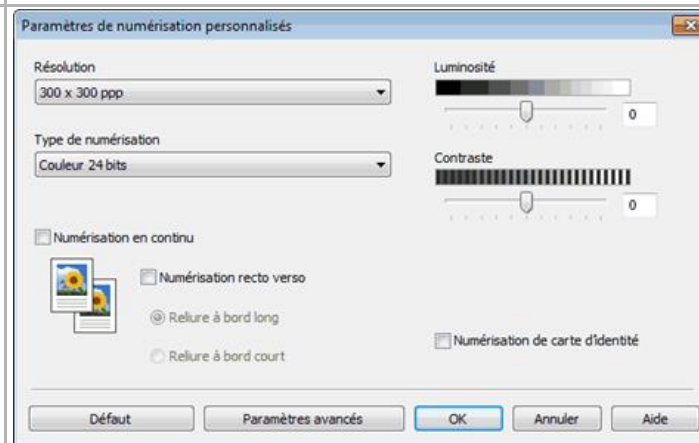 Paramètres de numérisation personnalisés
Résolution
300 x 300 ppp
Type de numérisation
Couleur 24 bits
Luminosité
0
Contraste
0
Numérisation en continu
Numérisation recto verso
Reliure à bord long
Reliure à bord court
Numérisation de carte d'identité
Défaut
Paramètres avancés
OK
Annuler
Aide